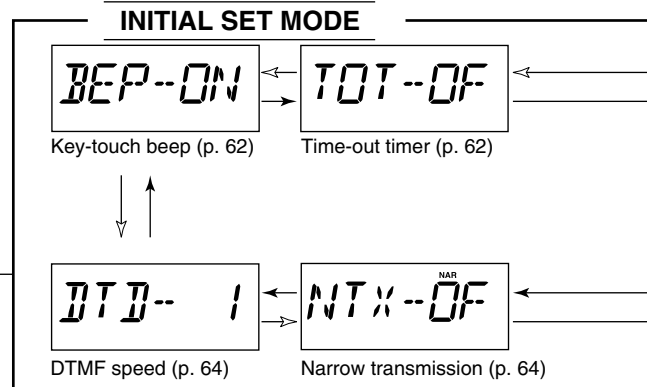 INITIAL SET MODE
BEP-ON
TOT-OF
Key-touch beep (p. 62)
Time-out timer (p. 62)
DTD-- 1
NAR
NTX-OF
DTMF speed (p. 64)
Narrow transmission (p. 64)